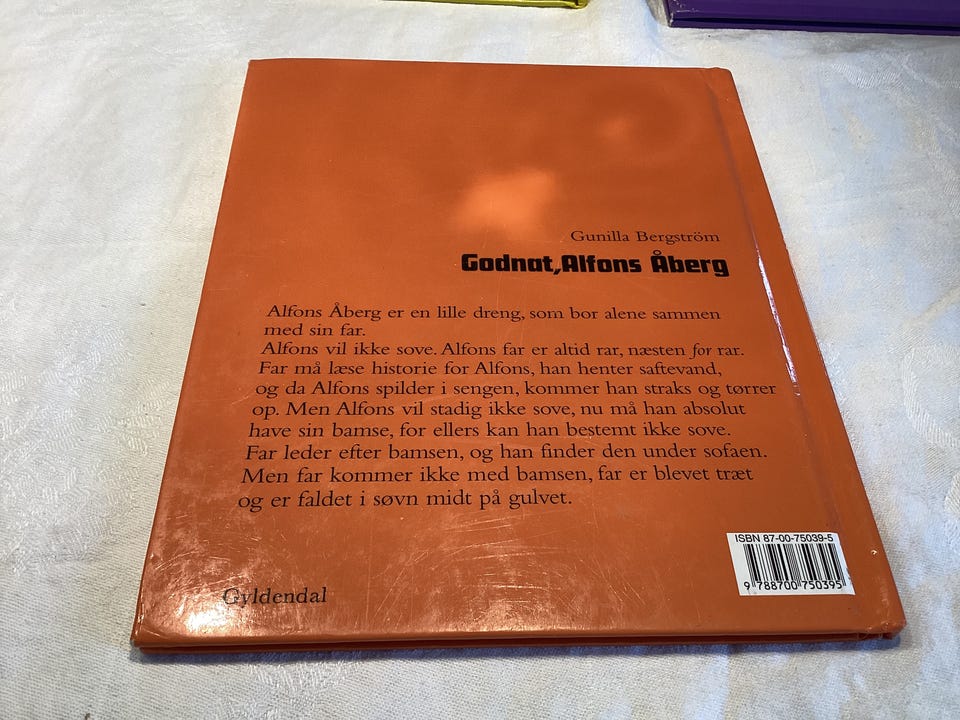 Gunilla Bergström
Godnat, Alfons Åberg
Alfons Åberg er en lille dreng, som bor alene sammen
med sin far.
Alfons vil ikke sove. Alfons far er altid rar, næsten for rar.
Far må læse historie for Alfons, han henter saftevand,
og da Alfons spilder i sengen, kommer han straks og tørrer
op. Men Alfons vil stadig ikke sove, nu må han absolut
have sin bamse, for ellers kan han bestemt ikke sove.
Far leder efter bamsen, og han finder den under sofaen.
Men far kommer ikke med bamsen, far er blevet træt
og er faldet i søvn midt på gulvet.
ISBN 87-00-75039-5
9 788700 750395
Gyldendal